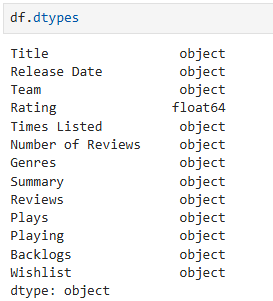 df.dtypes
Title object
Release Date object
Team object
Rating float64
Times Listed object
Number of Reviews object
Genres object
Summary object
Reviews object
Plays object
Playing object
Backlogs object
Wishlist object
dtype: object